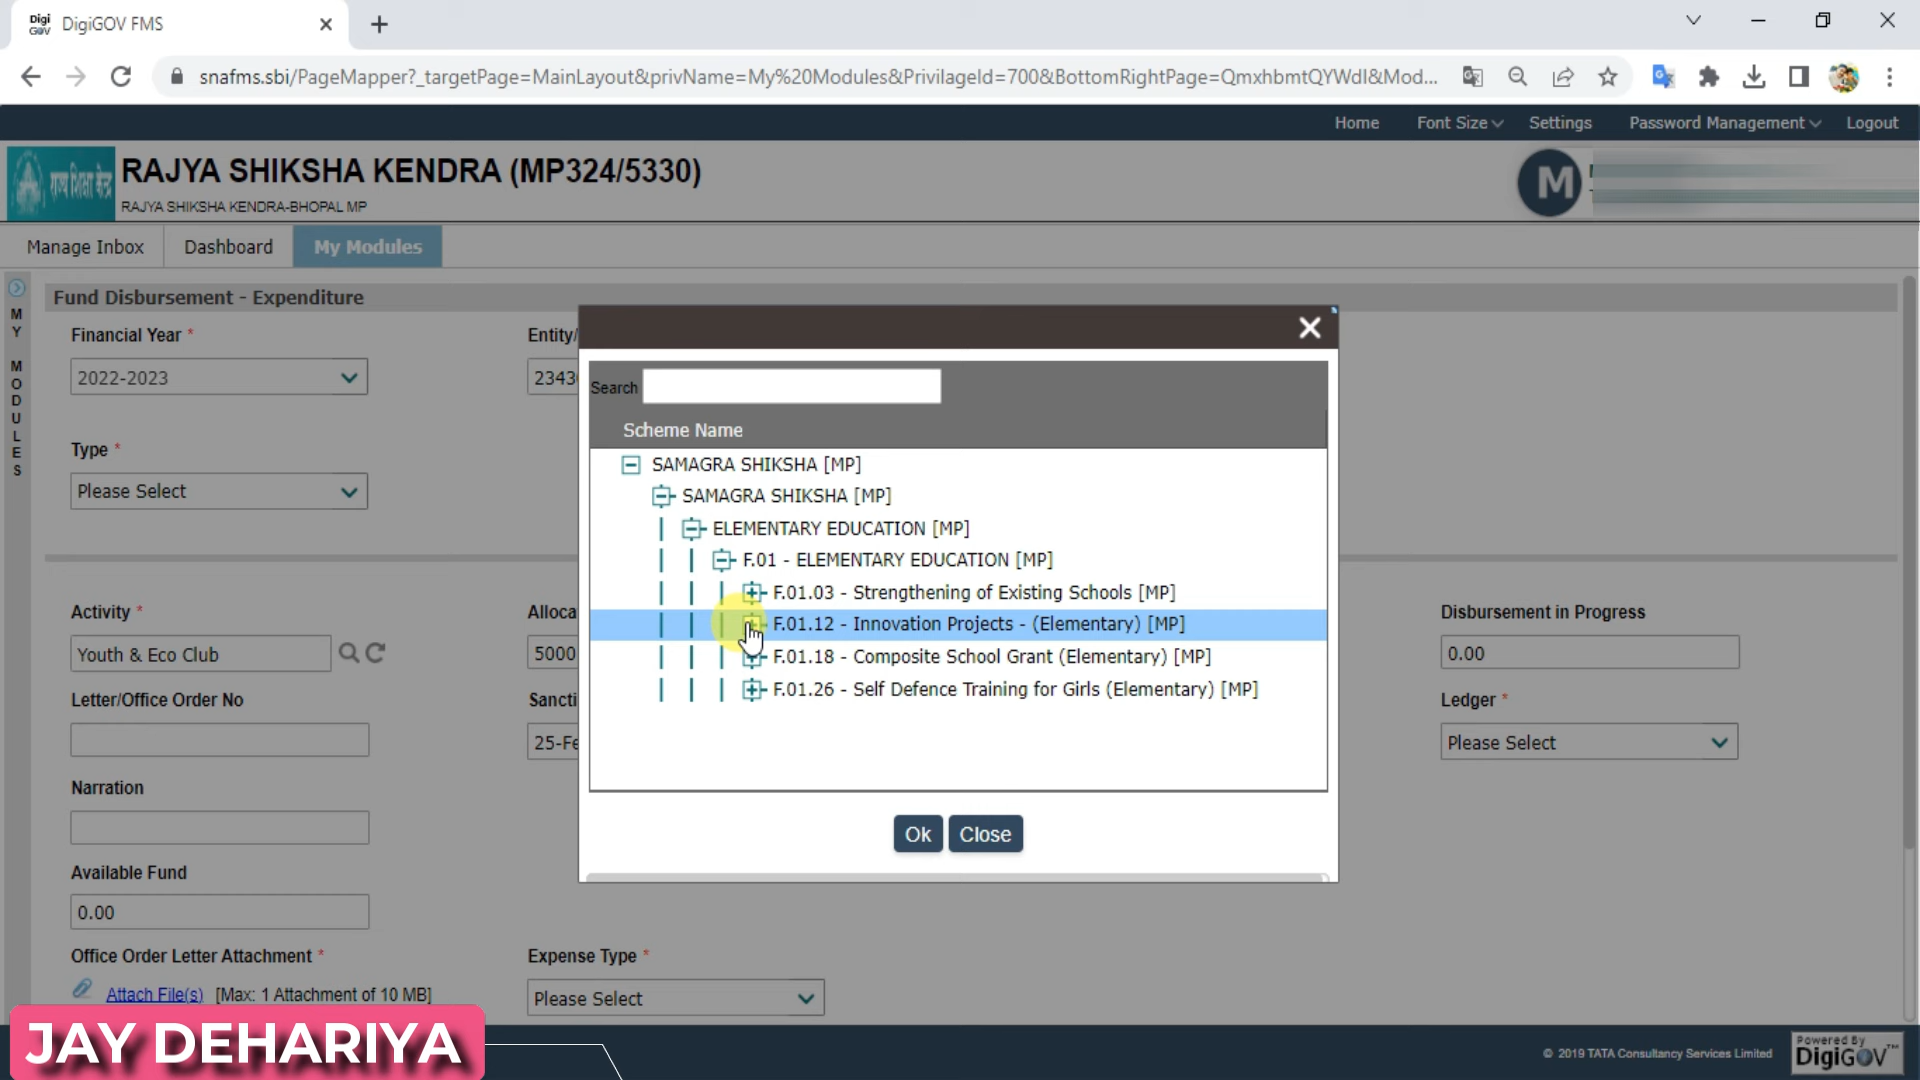 DigiGOV FMS
snafms.sbi/PageMapper?_targetPage=MainLayout&privName=My%20Modules&PrivilageId=700&BottomRightPage=QmxhbmtQYWdl&Mod...
Home Font Size Settings Password Management Logout
राज्य शिक्षा केन्द्र
RAJYA SHIKSHA KENDRA (MP324/5330)
RAJYA SHIKSHA KENDRA-BHOPAL MP
M
Manage Inbox Dashboard My Modules
MY MODULES
Fund Disbursement - Expenditure
Financial Year *
Entity/
2022-2023
2343
Type *
Please Select
Search
Scheme Name
SAMAGRA SHIKSHA [MP]
SAMAGRA SHIKSHA [MP]
ELEMENTARY EDUCATION [MP]
F.01 - ELEMENTARY EDUCATION [MP]
F.01.03 - Strengthening of Existing Schools [MP]
F.01.12 - Innovation Projects - (Elementary) [MP]
F.01.18 - Composite School Grant (Elementary) [MP]
F.01.26 - Self Defence Training for Girls (Elementary) [MP]
Ok Close
Activity *
Alloca
Disbursement in Progress
Youth & Eco Club
5000
0.00
Letter/Office Order No
Sancti
Ledger *
25-Fe
Please Select
Narration
Available Fund
0.00
Office Order Letter Attachment *
Expense Type *
Attach File(s) [Max: 1 Attachment of 10 MB]
Please Select
JAY DEHARIYA
© 2019 TATA Consultancy Services Limited
Powered By
DigiGOV™